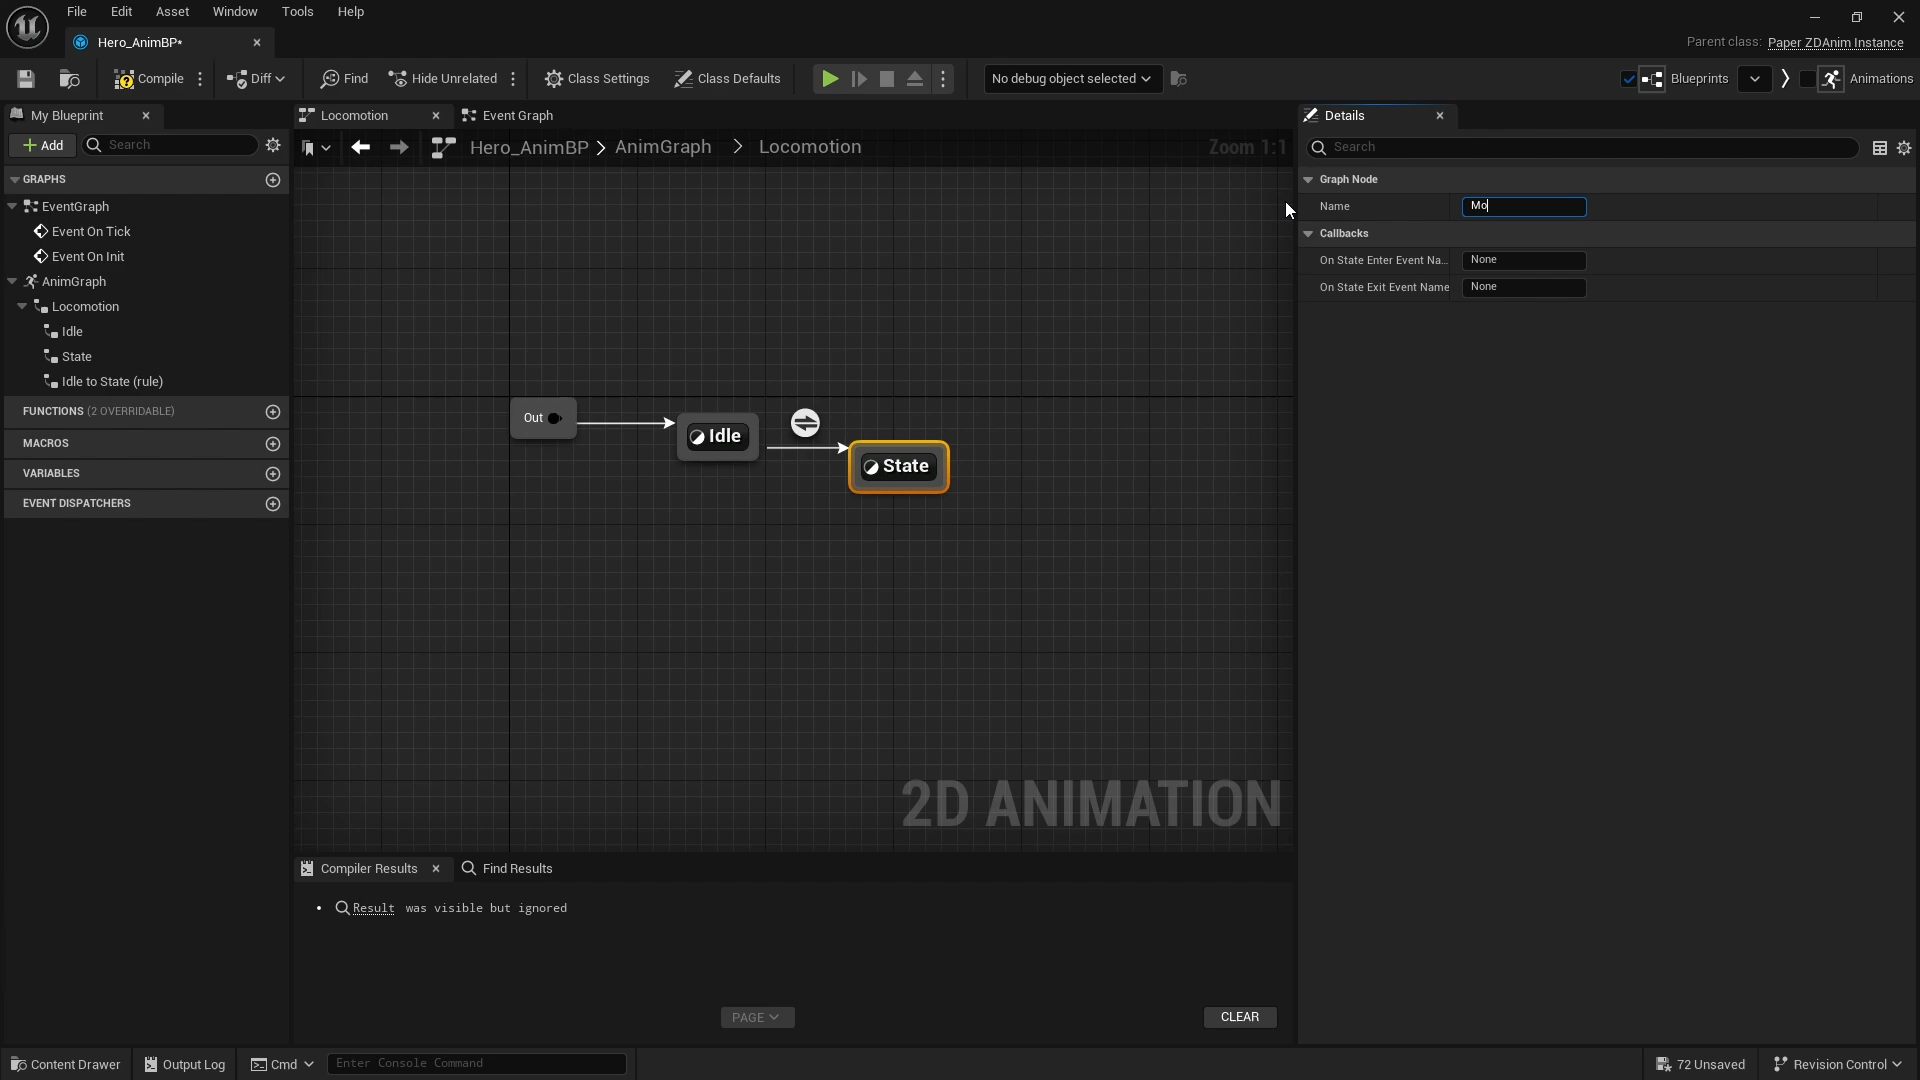 File Edit Asset Window Tools Help
Hero_AnimBP*
Parent class: Paper ZDAnim Instance
Compile Diff Find Hide Unrelated Class Settings Class Defaults No debug object selected Blueprints Animations
My Blueprint Locomotion Event Graph Details
Add Search
Hero_AnimBP > AnimGraph > Locomotion Zoom 1:1
Search
GRAPHS
EventGraph
Event On Tick
Event On Init
AnimGraph
Locomotion
Idle
State
Idle to State (rule)
FUNCTIONS (2 OVERRIDABLE)
MACROS
VARIABLES
EVENT DISPATCHERS
Out
Idle
State
2D ANIMATION
Graph Node
Name Mo
Callbacks
On State Enter Event Na... None
On State Exit Event Name None
Compiler Results Find Results
• Result was visible but ignored
PAGE CLEAR
Content Drawer Output Log Cmd Enter Console Command 72 Unsaved Revision Control